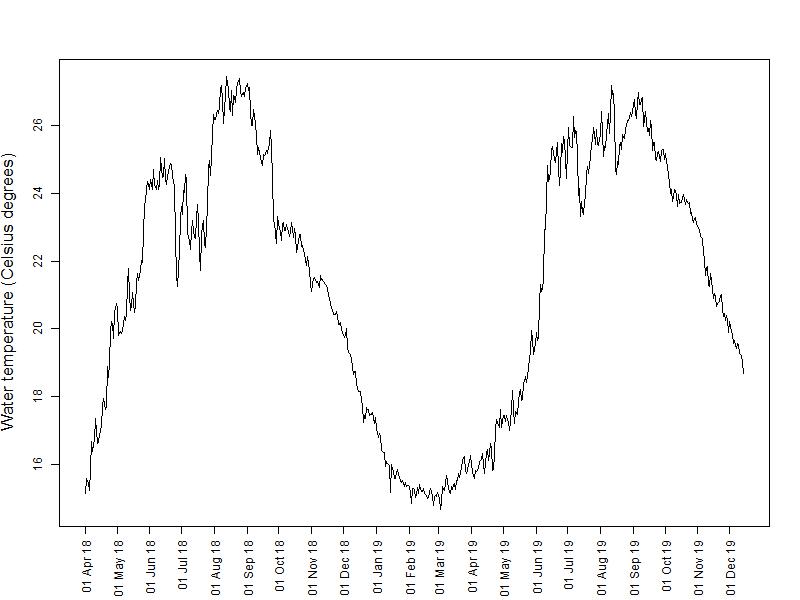 Water temperature (Celsius degrees)
26
24
22
20
18
16
01 Apr 18
01 May 18
01 Jun 18
01 Jul 18
01 Aug 18
01 Sep 18
01 Oct 18
01 Nov 18
01 Dec 18
01 Jan 19
01 Feb 19
01 Mar 19
01 Apr 19
01 May 19
01 Jun 19
01 Jul 19
01 Aug 19
01 Sep 19
01 Oct 19
01 Nov 19
01 Dec 19